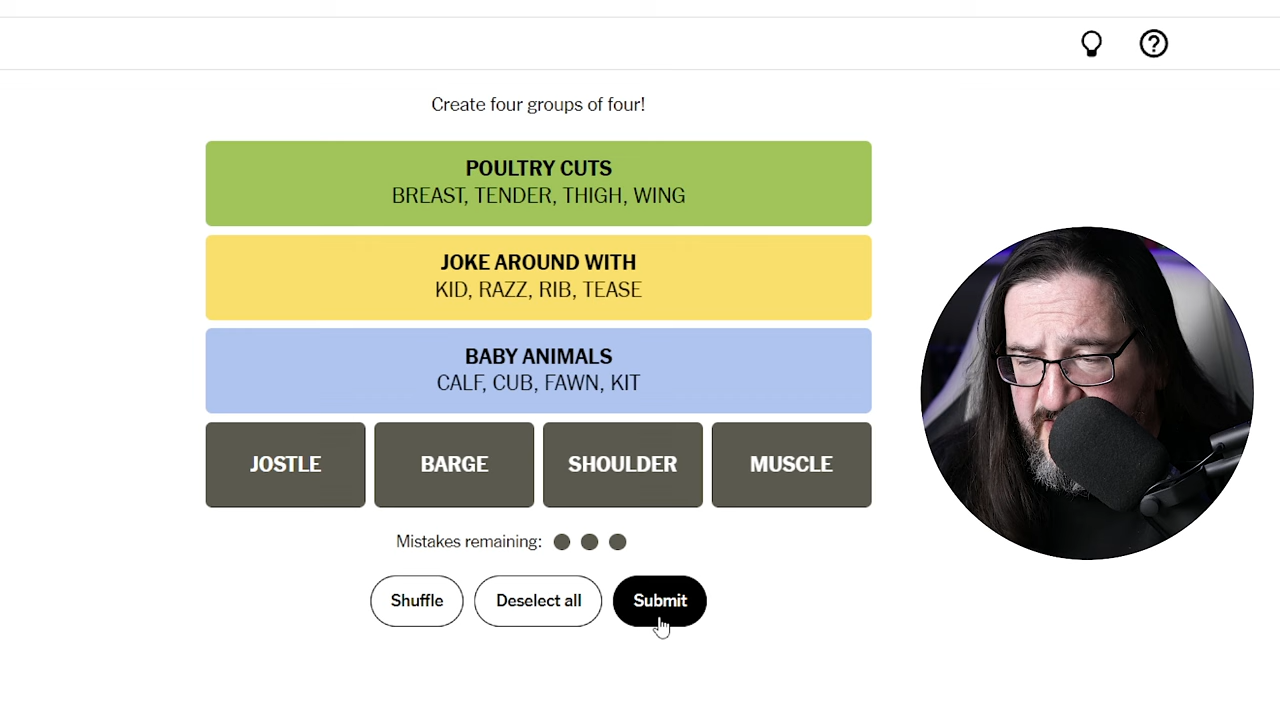 Create four groups of four!
POULTRY CUTS
BREAST, TENDER, THIGH, WING
JOKE AROUND WITH
KID, RAZZ, RIB, TEASE
BABY ANIMALS
CALF, CUB, FAWN, KIT
JOSTLE BARGE SHOULDER MUSCLE
Mistakes remaining:
Shuffle Deselect all Submit